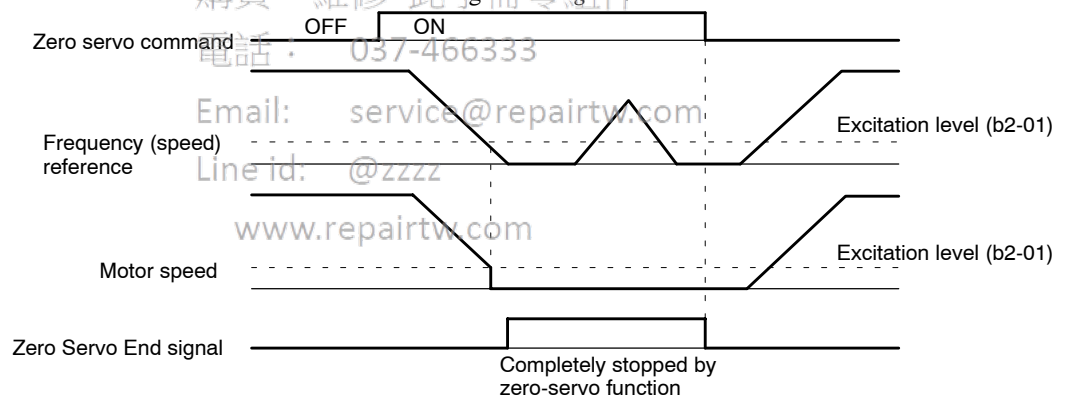 OFF
ON
Zero servo command
電話： 037-466333
Email: service@repairtw.com
Excitation level (b2-01)
Frequency (speed)
reference
Line id: @zzzz
www.repairtw.com
Excitation level (b2-01)
Motor speed
Zero Servo End signal
Completely stopped by
zero-servo function